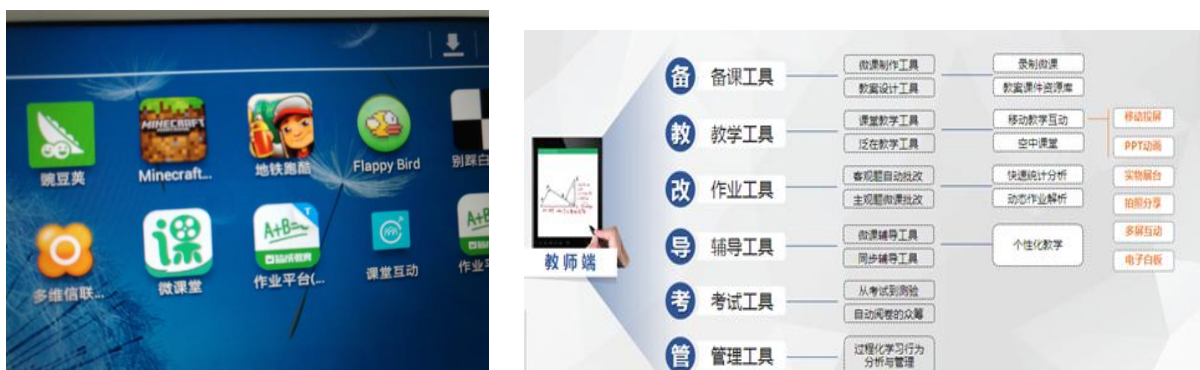 豌豆荚
MINECRAFT
Minecraft...
地铁跑酷
Flappy Bird
别踩白
多维信联...
课
微课堂
A+B=
T
作业平台(...
课堂互动
A+B
作业平
教师端
备 备课工具
微课制作工具
教案设计工具
录制微课
教案课件资源库
教 教学工具
课堂教学工具
泛在教学工具
移动教学互动
空中课堂
移动投屏
PPT动画
实物展台
拍照分享
多屏互动
电子白板
改 作业工具
客观题自动批改
主观题微课批改
快速统计分析
动态作业解析
导 辅导工具
微课辅导工具
同步辅导工具
个性化教学
考 考试工具
从考试到测验
自动阅卷的众筹
管 管理工具
过程化学习行为
分析与管理